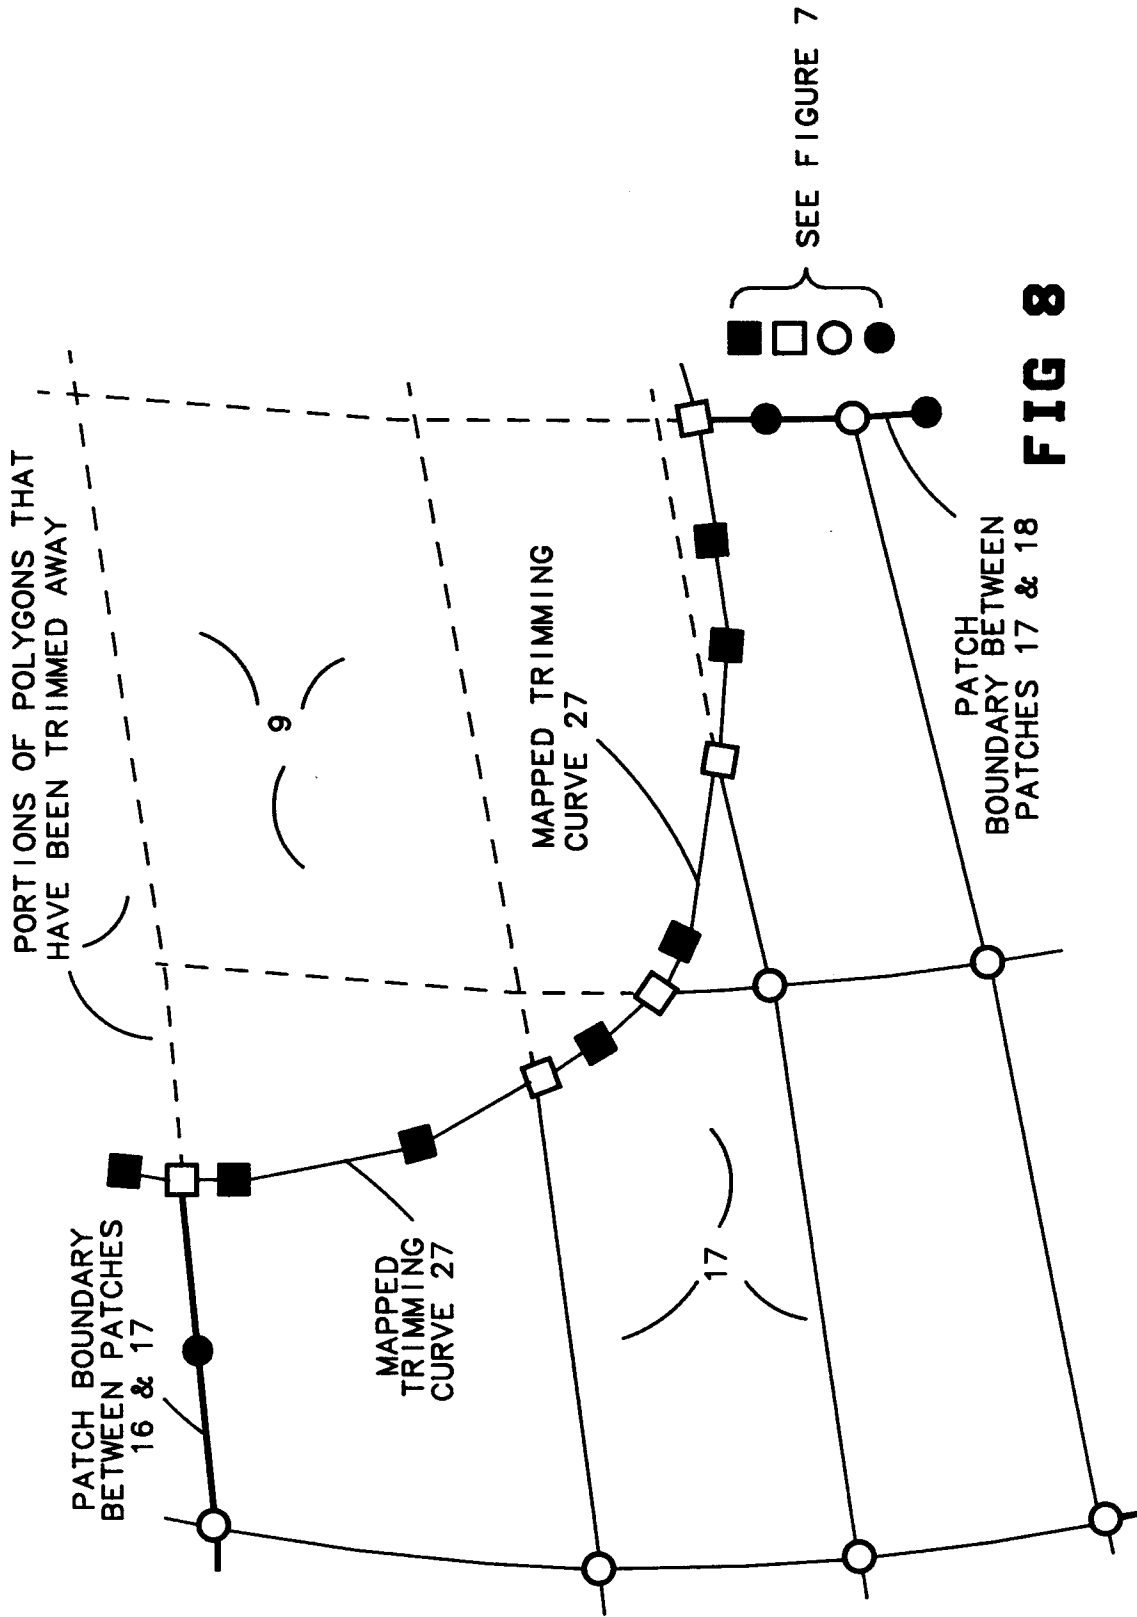 PORTIONS OF POLYGONS THAT
HAVE BEEN TRIMMED AWAY
PATCH BOUNDARY
BETWEEN PATCHES
16 & 17
9
MAPPED
TRIMMING
CURVE 27
MAPPED TRIMMING
CURVE 27
17
SEE FIGURE 7
PATCH
BOUNDARY BETWEEN
PATCHES 17 & 18
FIG 8